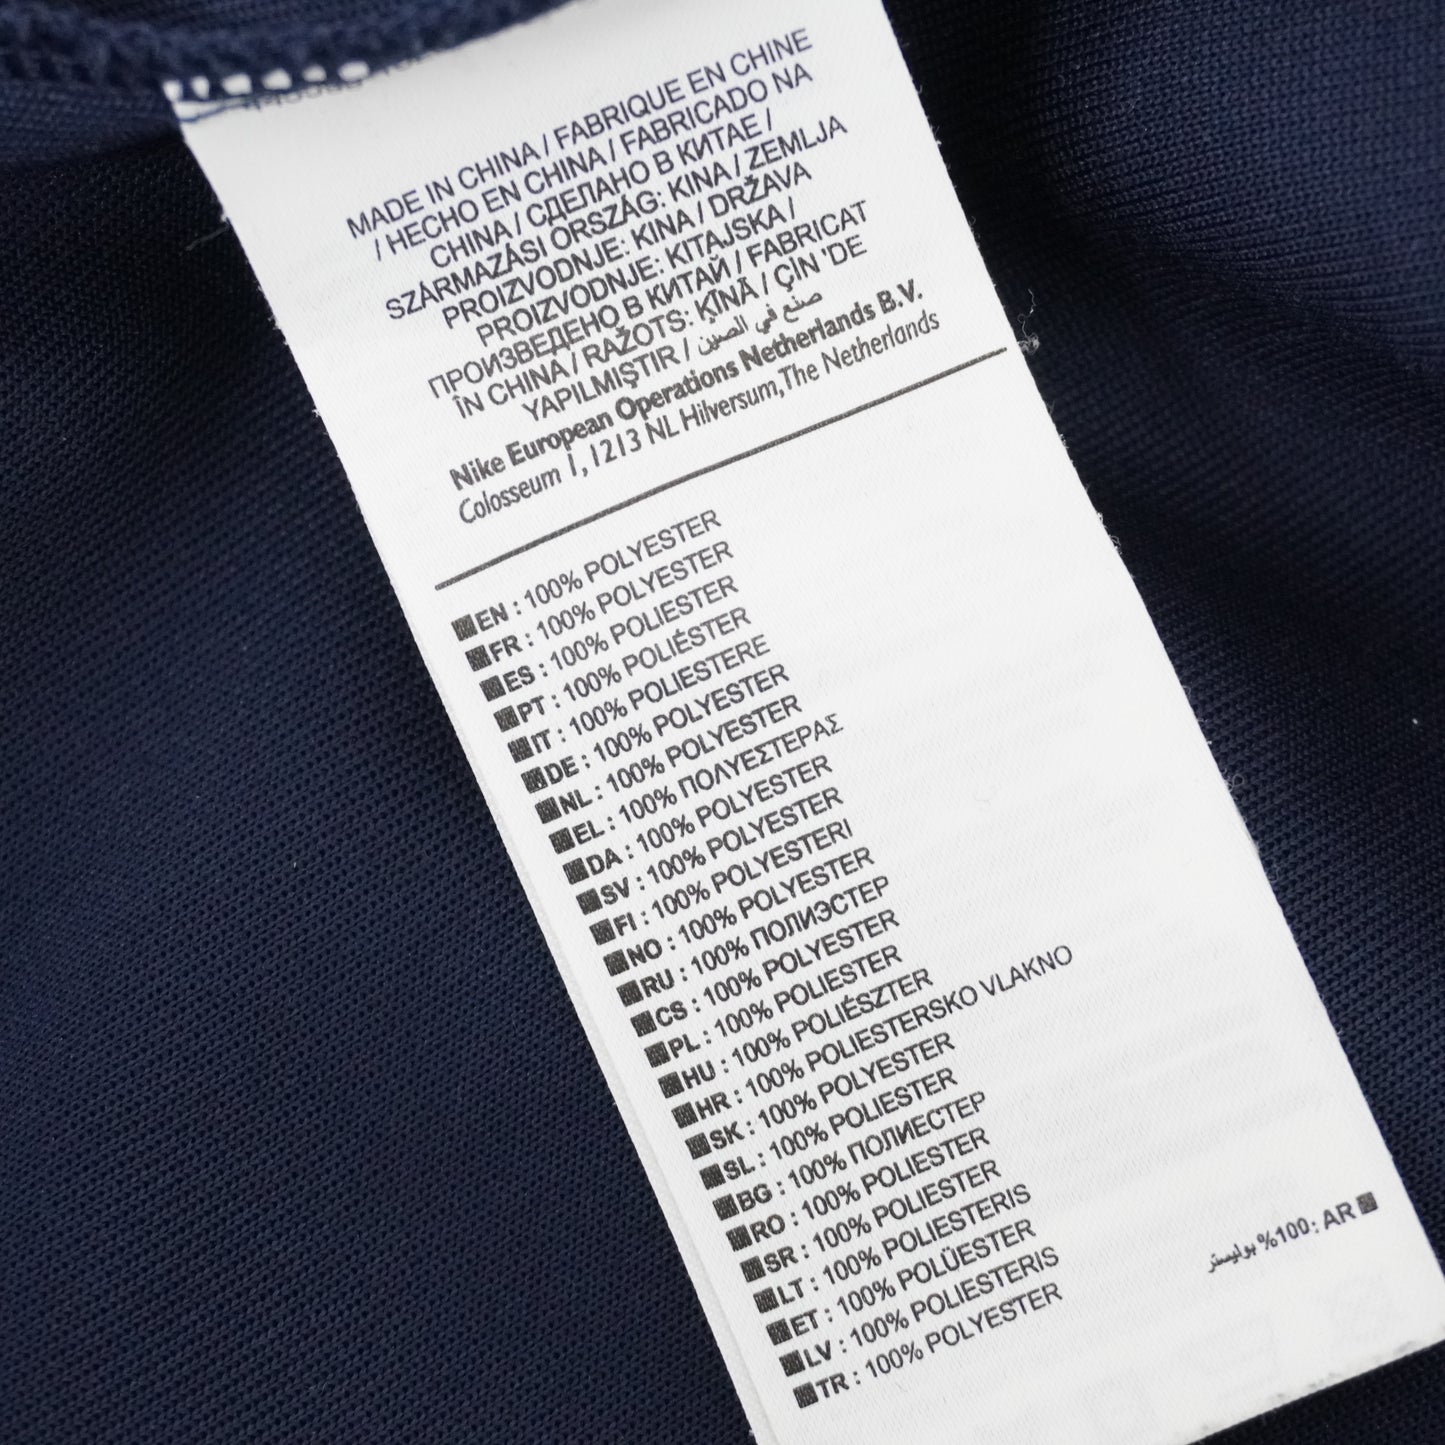 MADE IN CHINA / FABRIQUE EN CHINE
/ HECHO EN CHINA / FABRICADO NA
CHINA / СДЕЛАНО В КИТАЕ /
SZÁRMAZÁSI ORSZÁG: KINA / ZEMLJA
PROIZVODNJE: KINA / DRŽAVA
PROIZVODNJE: KITAJSKA /
ПРОИЗВЕДЕНО В КИТАЙ / FABRICAT
ÎN CHINA / RAŽOTS: ĶĪNĀ / ÇIN 'DE
YAPILMIŞTIR / صنع في الصين
Nike European Operations Netherlands B.V.
Colosseum 1, 1213 NL Hilversum, The Netherlands
EN : 100% POLYESTER
FR : 100% POLYESTER
ES : 100% POLIESTER
PT : 100% POLIÉSTER
IT : 100% POLIESTERE
DE : 100% POLYESTER
NL : 100% POLYESTER
EL : 100% ΠΟΛΥΕΣΤΕΡΑΣ
DA : 100% POLYESTER
SV : 100% POLYESTER
FI : 100% POLYESTERI
NO : 100% POLYESTER
RU : 100% ПОЛИЭСТЕР
CS : 100% POLYESTER
PL : 100% POLIESTER
HU : 100% POLIÉSZTER
HR : 100% POLIESTERSKO VLAKNO
SK : 100% POLYESTER
SL : 100% POLIESTER
BG : 100% ПОЛИЕСТЕР
RO : 100% POLIESTER
SR : 100% POLIESTER
LT : 100% POLIESTERIS
ET : 100% POLÜESTER
LV : 100% POLIESTERIS
TR : 100% POLYESTER
AR :100% بوليستر